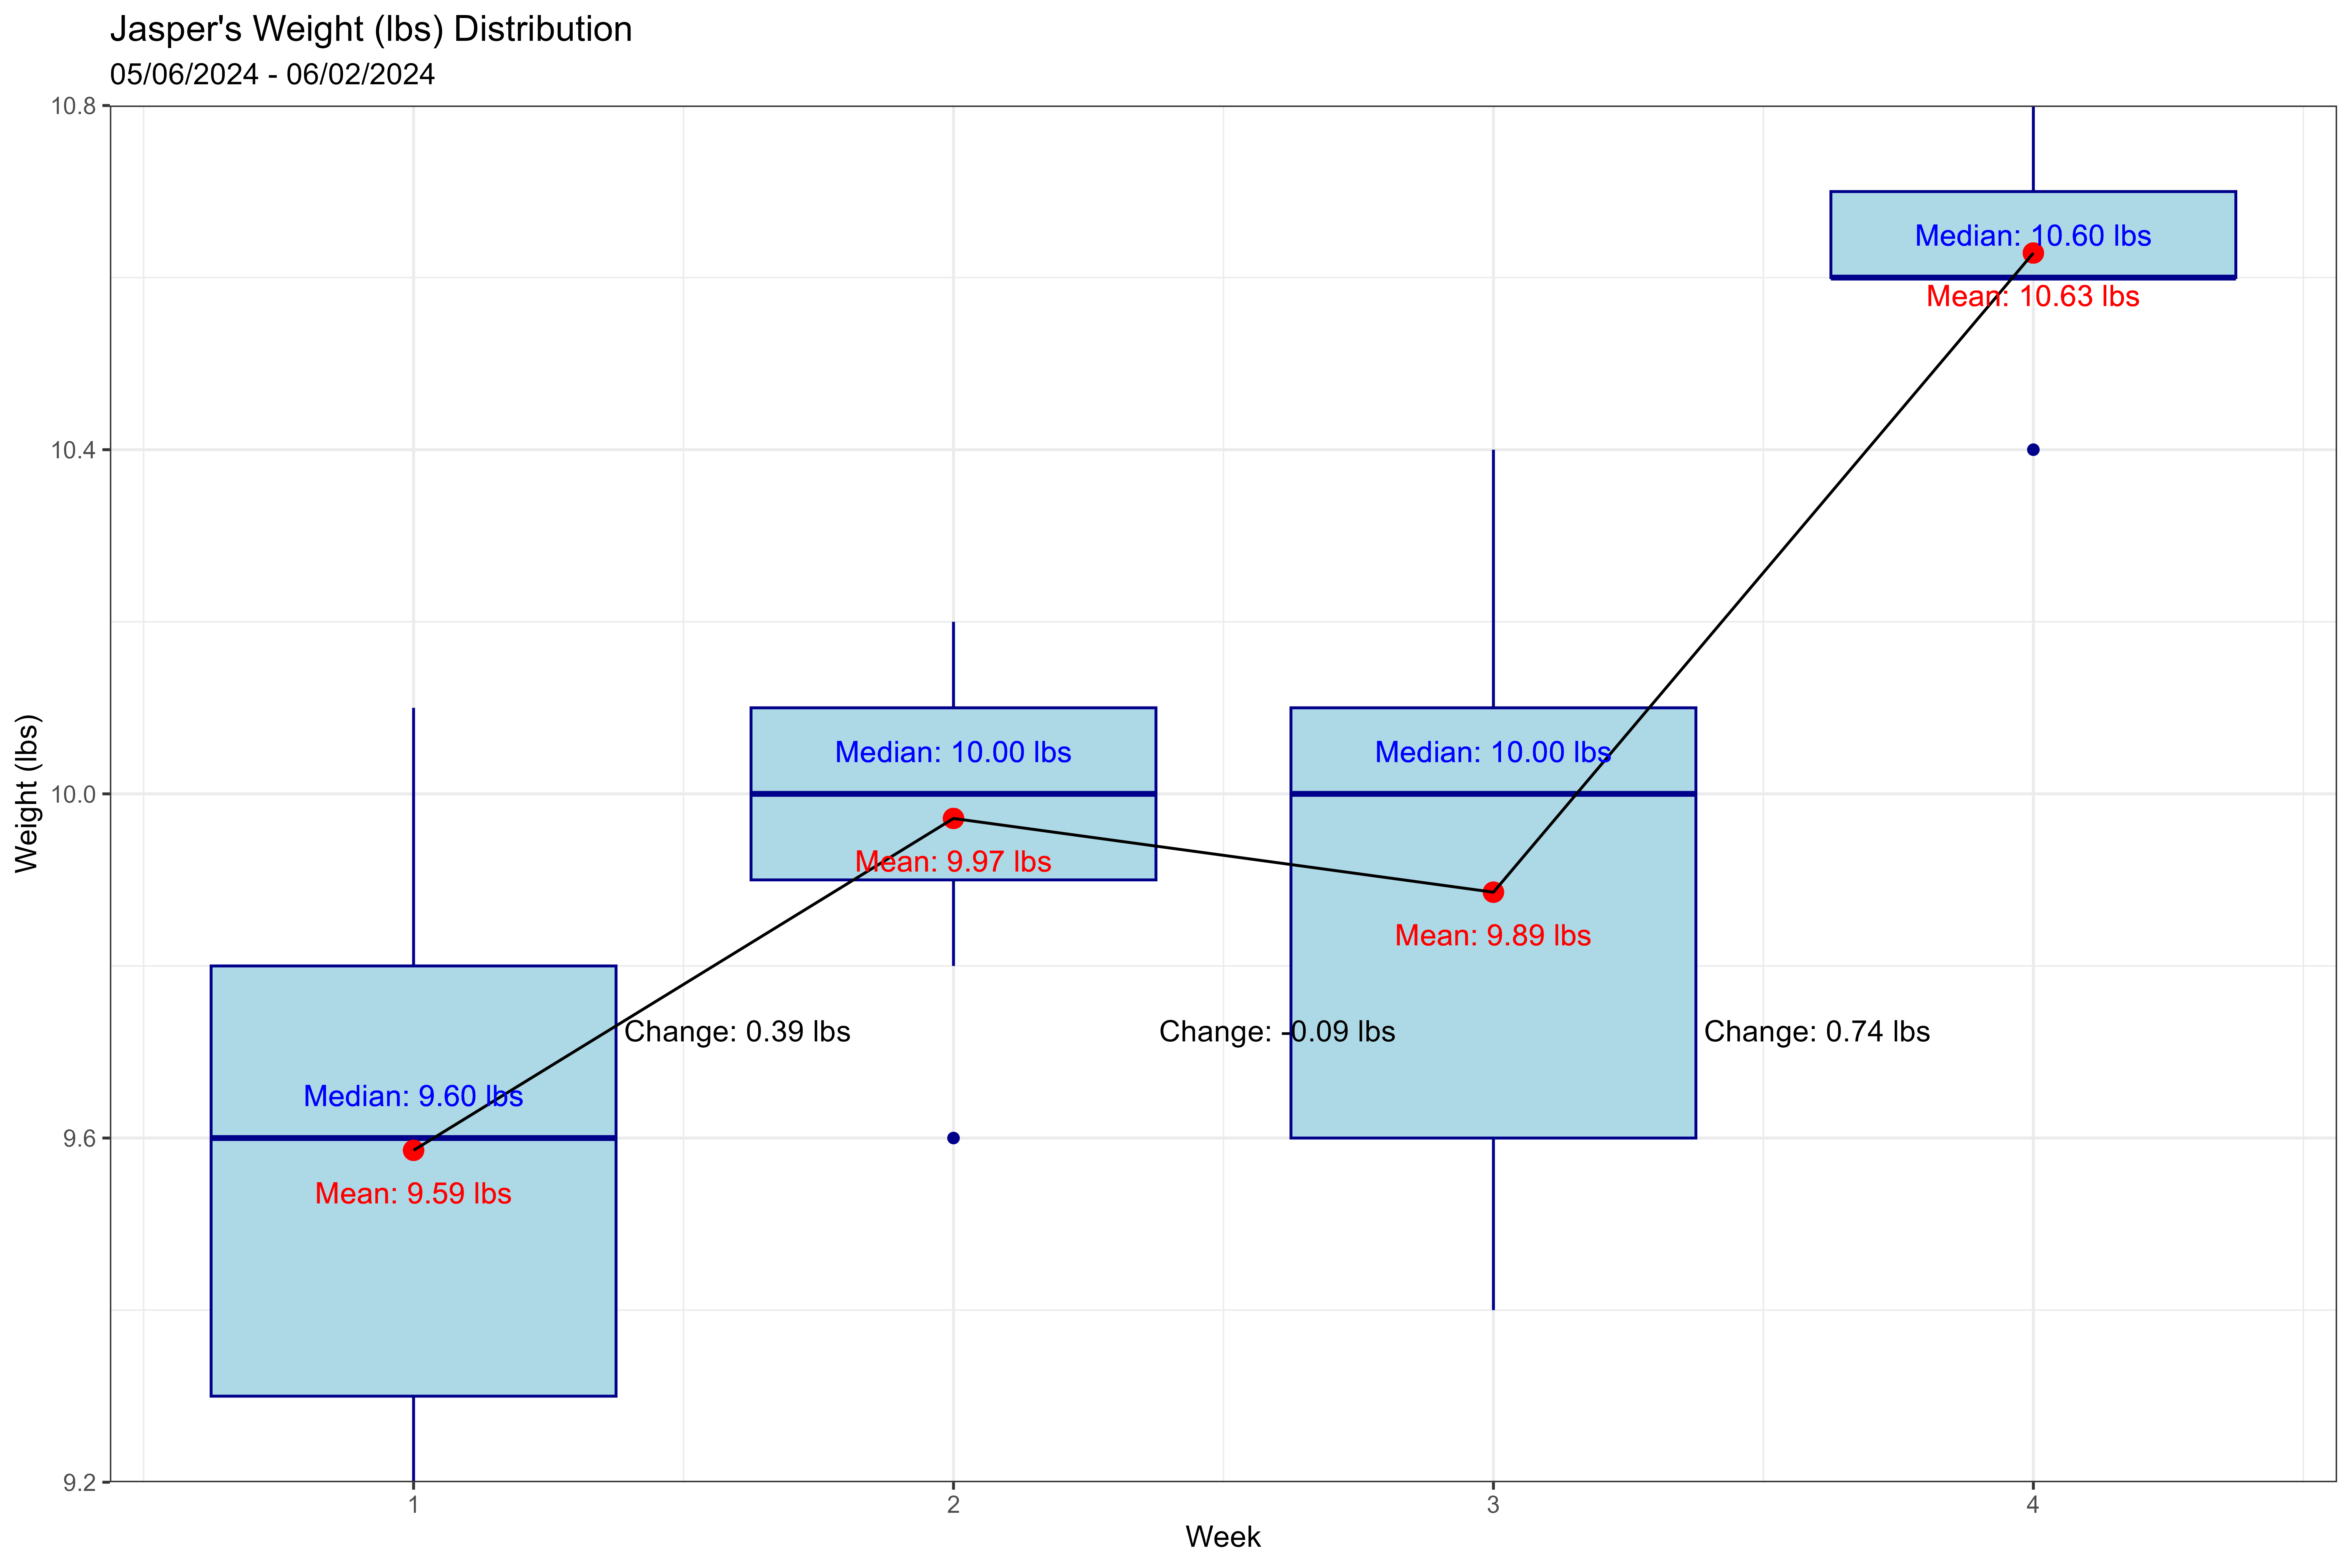 Jasper's Weight (lbs) Distribution
05/06/2024 - 06/02/2024
10.8
Median: 10.60 lbs
Mean: 10.63 lbs
10.4
Median: 10.00 lbs
Median: 10.00 lbs
10.0
Weight (lbs)
Mean: 9.97 lbs
Mean: 9.89 lbs
Change: 0.39 lbs
Change: -0.09 lbs
Change: 0.74 lbs
Median: 9.60 lbs
9.6
Mean: 9.59 lbs
9.2
1
2
3
4
Week